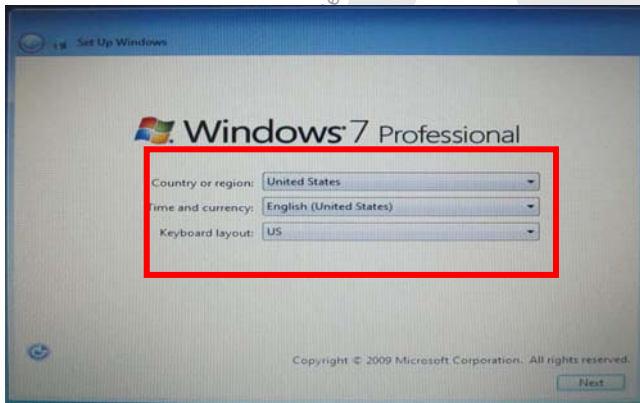 Set Up Windows
Windows 7 Professional
Country or region: United States
Time and currency: English (United States)
Keyboard layout: US
Copyright © 2009 Microsoft Corporation. All rights reserved.
Next